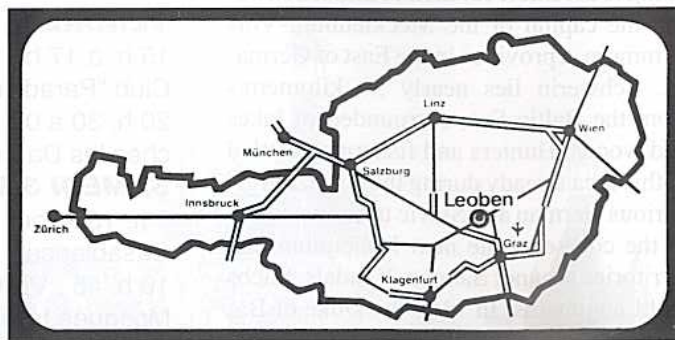 Linz
Wien
München
Salzburg
Leoben
Innsbruck
Zürich
Graz
Klagenfurt